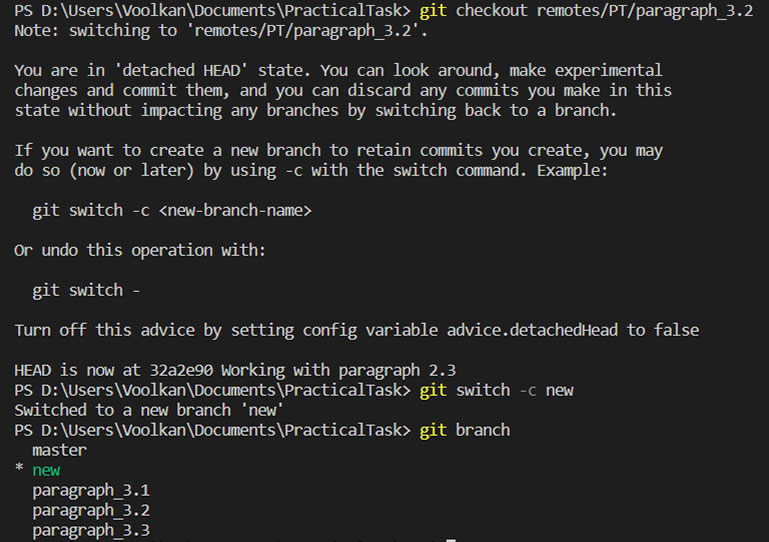 PS D:\Users\Voolkan\Documents\PracticalTask> git checkout remotes/PT/paragraph_3.2
Note: switching to 'remotes/PT/paragraph_3.2'.
You are in 'detached HEAD' state. You can look around, make experimental
changes and commit them, and you can discard any commits you make in this
state without impacting any branches by switching back to a branch.
If you want to create a new branch to retain commits you create, you may
do so (now or later) by using -c with the switch command. Example:
git switch -c <new-branch-name>
Or undo this operation with:
git switch -
Turn off this advice by setting config variable advice.detachedHead to false
HEAD is now at 32a2e90 Working with paragraph 2.3
PS D:\Users\Voolkan\Documents\PracticalTask> git switch -c new
Switched to a new branch 'new'
PS D:\Users\Voolkan\Documents\PracticalTask> git branch
master
* new
paragraph_3.1
paragraph_3.2
paragraph_3.3